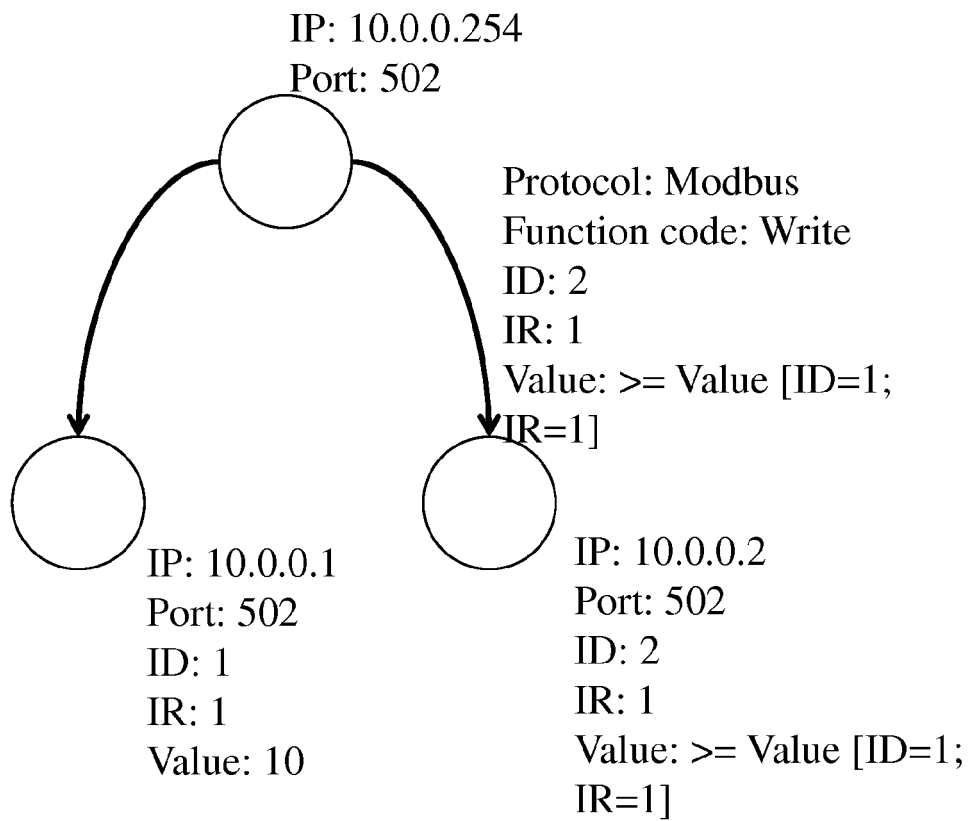 IP: 10.0.0.254
Port: 502
Protocol: Modbus
Function code: Write
ID: 2
IR: 1
Value: >= Value [ID=1;
IR=1]
IP: 10.0.0.1
Port: 502
ID: 1
IR: 1
Value: 10
IP: 10.0.0.2
Port: 502
ID: 2
IR: 1
Value: >= Value [ID=1;
IR=1]